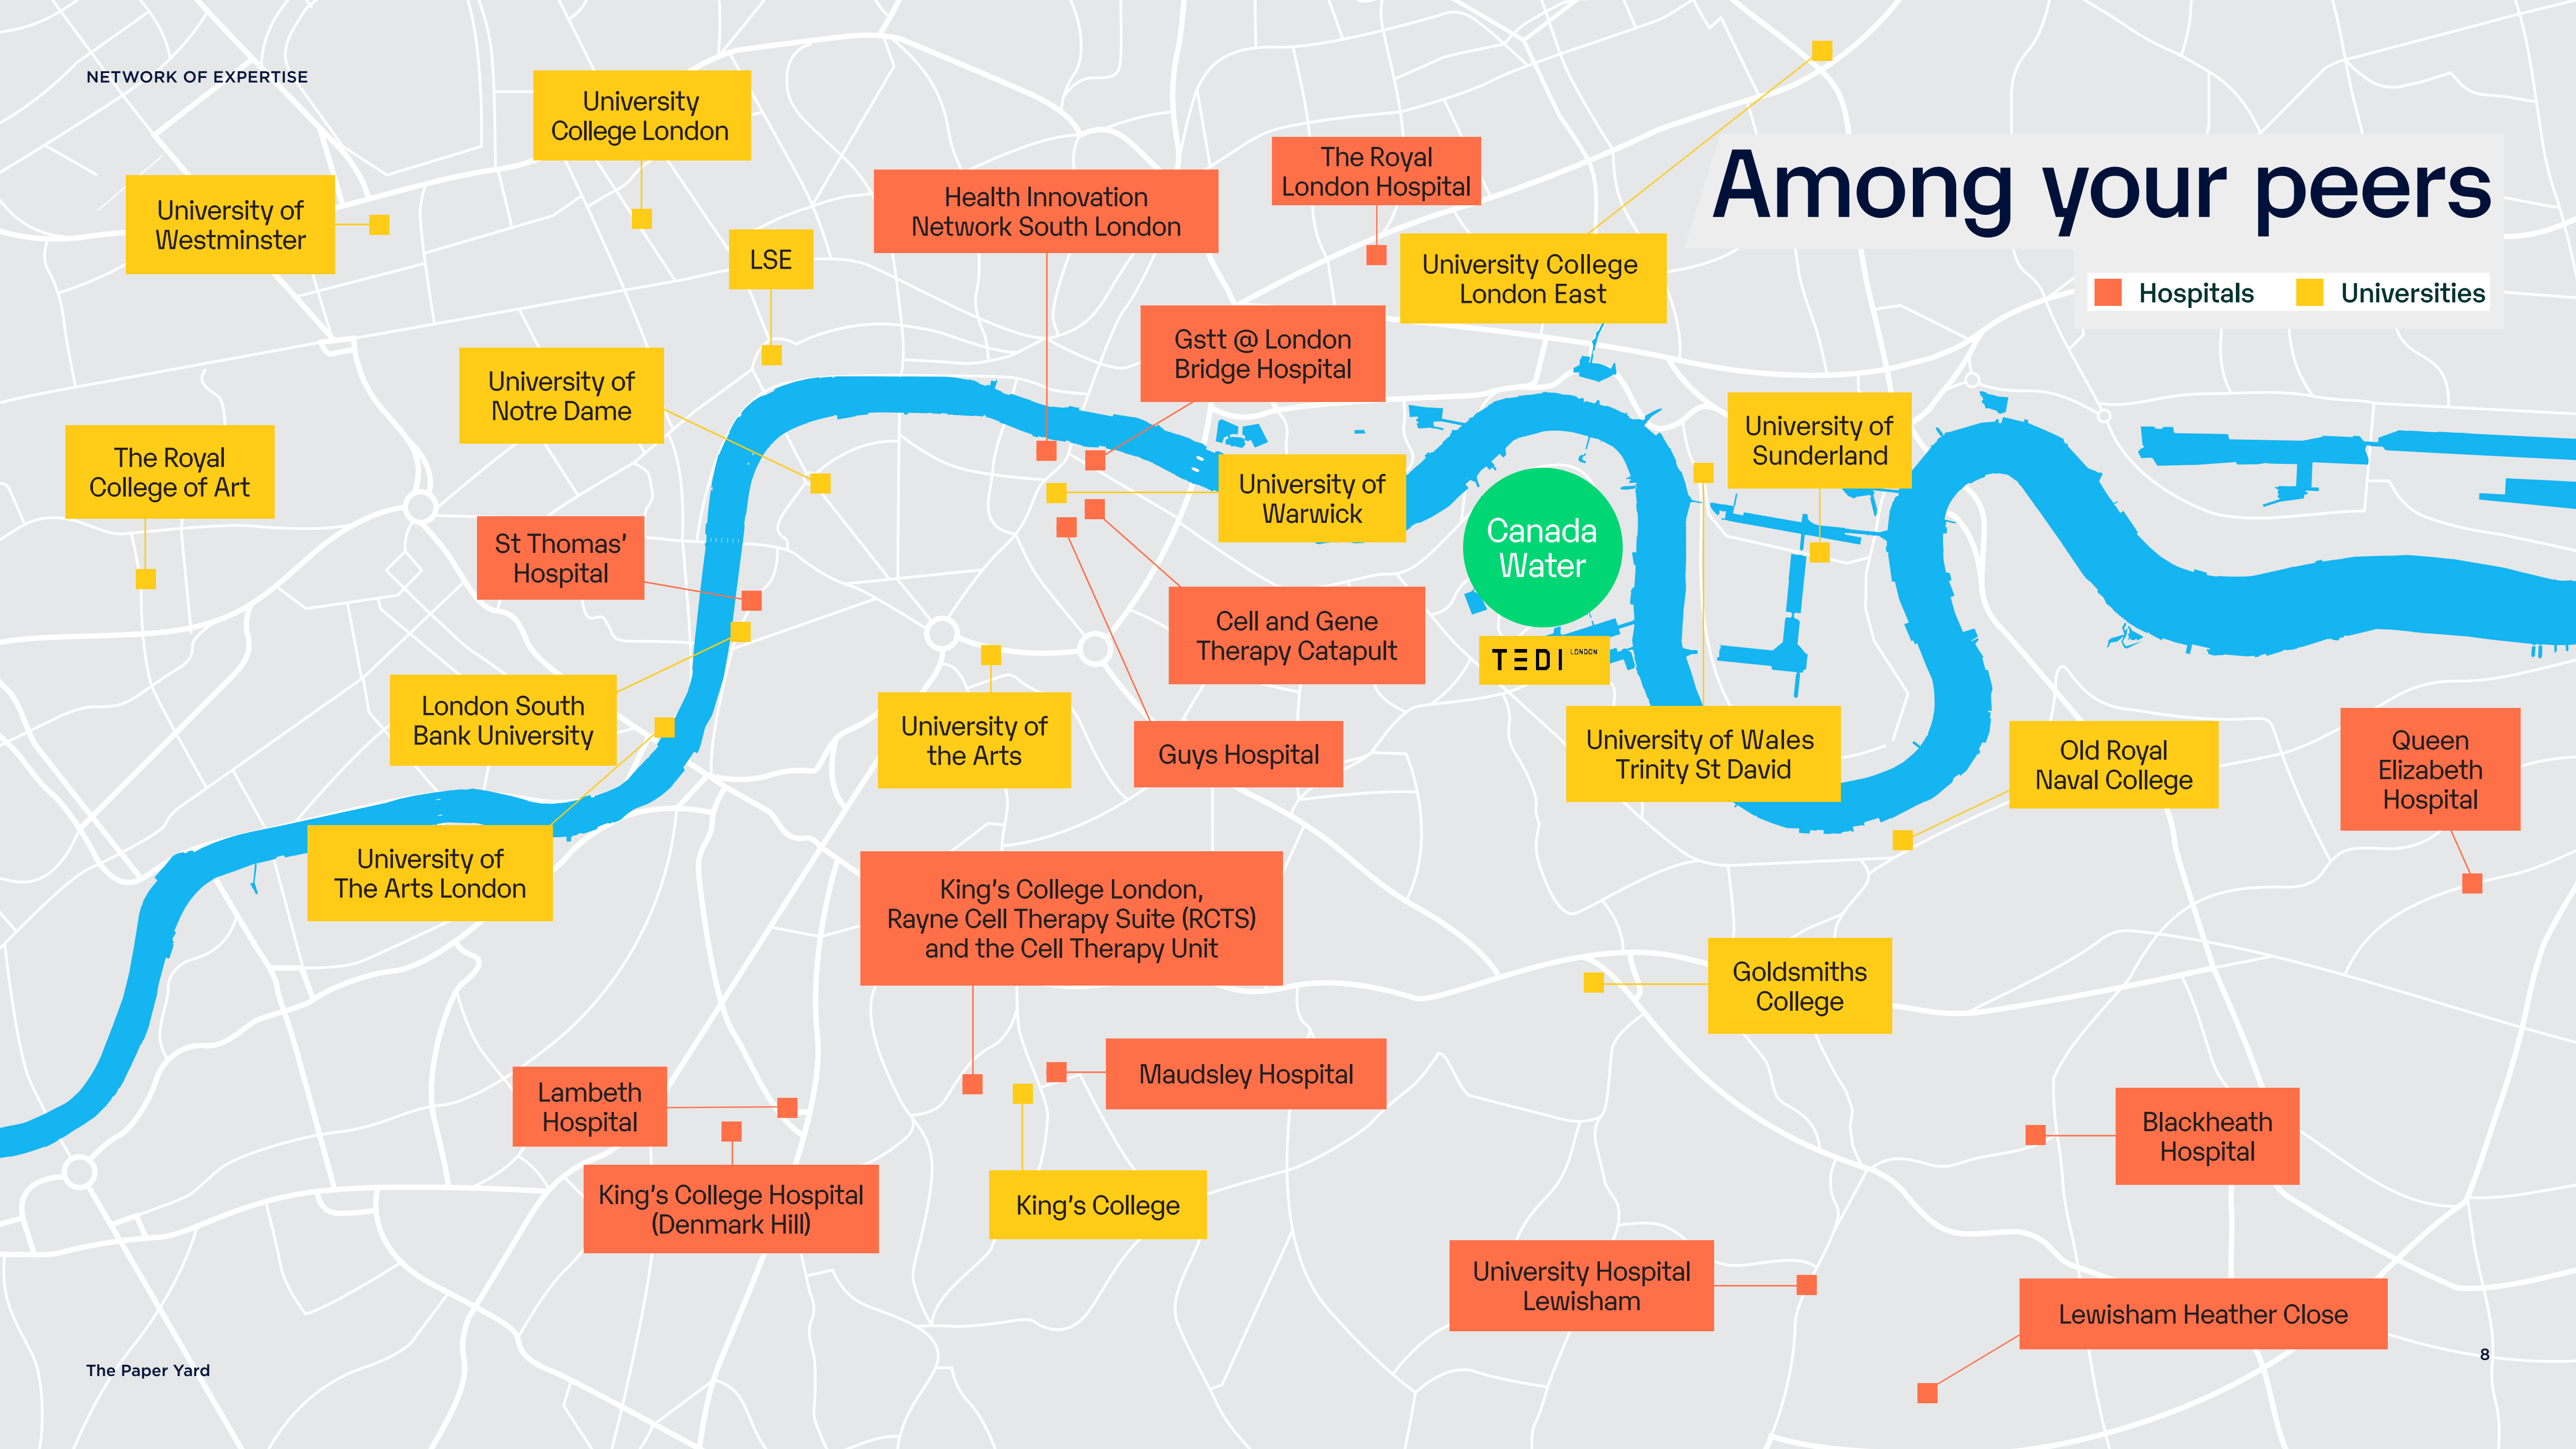 NETWORK OF EXPERTISE
Among your peers
Hospitals
Universities
University
College London
University of
Westminster
Health Innovation
Network South London
The Royal
London Hospital
LSE
University College
London East
Gstt @ London
Bridge Hospital
University of
Notre Dame
University of
Sunderland
The Royal
College of Art
University of
Warwick
Canada
Water
St Thomas’
Hospital
Cell and Gene
Therapy Catapult
TEDI LONDON
London South
Bank University
University of
the Arts
Guys Hospital
University of Wales
Trinity St David
Old Royal
Naval College
Queen
Elizabeth
Hospital
University of
The Arts London
King’s College London,
Rayne Cell Therapy Suite (RCTS)
and the Cell Therapy Unit
Goldsmiths
College
Maudsley Hospital
Lambeth
Hospital
Blackheath
Hospital
King’s College Hospital
(Denmark Hill)
King’s College
University Hospital
Lewisham
Lewisham Heather Close
The Paper Yard
8